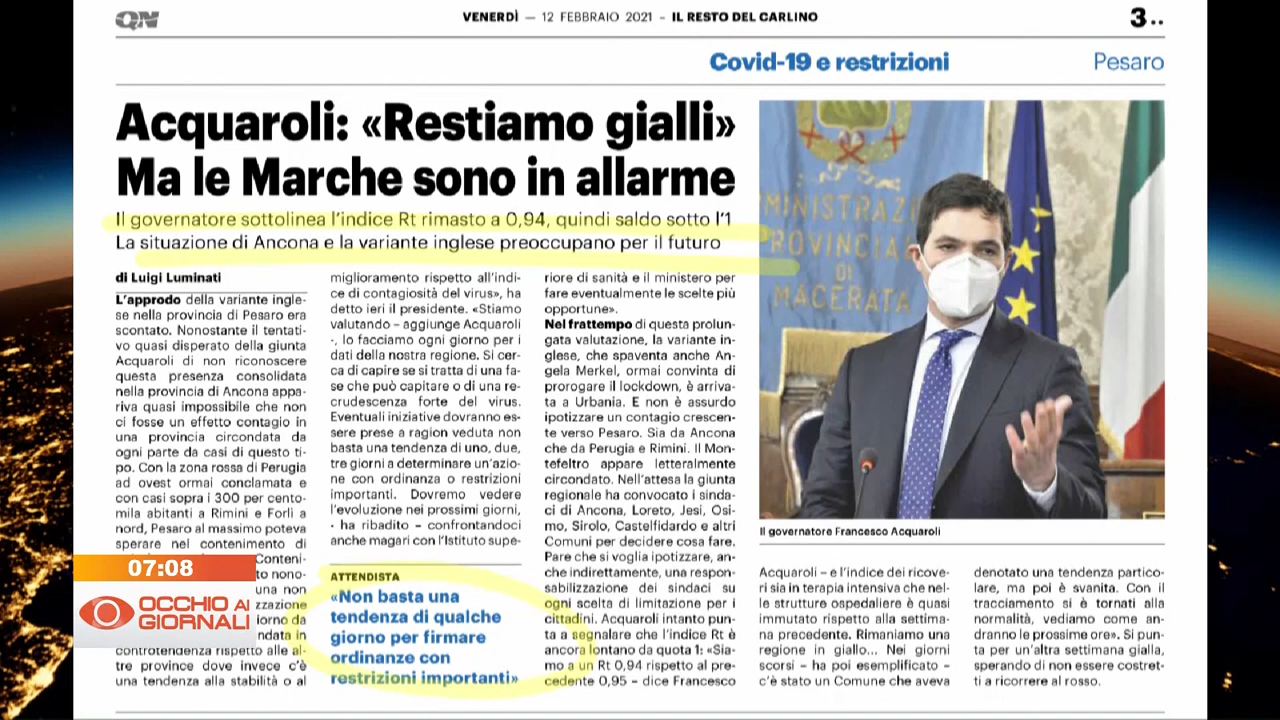 QN
VENERDÌ — 12 FEBBRAIO 2021 – IL RESTO DEL CARLINO
3..
Covid-19 e restrizioni
Pesaro
Acquaroli: «Restiamo gialli»
Ma le Marche sono in allarme
Il governatore sottolinea l'indice Rt rimasto a 0,94, quindi saldo sotto l'1
La situazione di Ancona e la variante inglese preoccupano per il futuro
di Luigi Luminati
L'approdo della variante ingle-
se nella provincia di Pesaro era
scontato. Nonostante il tentati-
vo quasi disperato della giunta
Acquaroli di non riconoscere
questa presenza consolidata
nella provincia di Ancona appa-
riva quasi impossibile che non
ci fosse un effetto contagio in
una provincia circondata da
ogni parte da casi di questo ti-
po. Con la zona rossa di Perugia
ad ovest ormai conclamata e
con casi sopra i 300 per cento-
mila abitanti a Rimini e Forlì a
nord, Pesaro al massimo poteva
sperare nel contenimento di
Conteni-
to nono-
una non
zzazione
iorno da
ndata in
controtendenza rispetto alle al-
tre province dove invece c'è
una tendenza alla stabilità o al
miglioramento rispetto all'indi-
ce di contagiosità del virus», ha
detto ieri il presidente. «Stiamo
valutando – aggiunge Acquaroli
-, lo facciamo ogni giorno per i
dati della nostra regione. Si cer-
ca di capire se si tratta di una fa-
se che può capitare o di una re-
crudescenza forte del virus.
Eventuali iniziative dovranno es-
sere prese a ragion veduta non
basta una tendenza di uno, due,
tre giorni a determinare un'azio-
ne con ordinanza o restrizioni
importanti. Dovremo vedere
l'evoluzione nei prossimi giorni,
- ha ribadito – confrontandoci
anche magari con l'Istituto supe-
ATTENDISTA
«Non basta una
tendenza di qualche
giorno per firmare
ordinanze con
restrizioni importanti»
riore di sanità e il ministero per
fare eventualmente le scelte più
opportune».
Nel frattempo di questa prolun-
gata valutazione, la variante in-
glese, che spaventa anche An-
gela Merkel, ormai convinta di
prorogare il lockdown, è arriva-
ta a Urbania. E non è assurdo
ipotizzare un contagio crescen-
te verso Pesaro. Sia da Ancona
che da Perugia e Rimini. Il Mon-
tefeltro appare letteralmente
circondato. Nell'attesa la giunta
regionale ha convocato i sinda-
ci di Ancona, Loreto, Jesi, Osi-
mo, Sirolo, Castelfidardo e altri
Comuni per decidere cosa fare.
Pare che si voglia ipotizzare, an-
che indirettamente, una respon-
sabilizzazione dei sindaci su
ogni scelta di limitazione per i
cittadini. Acquaroli intanto pun-
ta a segnalare che l'indice Rt è
ancora lontano da quota 1: «Sia-
mo a un Rt 0,94 rispetto al pre-
cedente 0,95 – dice Francesco
MINISTRAZI
PROVINCIAL
DI
MACERATA
Il governatore Francesco Acquaroli
Acquaroli – e l'indice dei ricove-
ri sia in terapia intensiva che nel-
le strutture ospedaliere è quasi
immutato rispetto alla settima-
na precedente. Rimaniamo una
regione in giallo... Nei giorni
scorsi – ha poi esemplificato –
c'è stato un Comune che aveva
denotato una tendenza partico-
lare, ma poi è svanita. Con il
tracciamento si è tornati alla
normalità, vediamo come an-
dranno le prossime ore». Si pun-
ta per un'altra settimana gialla,
sperando di non essere costret-
ti a ricorrere al rosso.
07:08
OCCHIO AI
GIORNALI